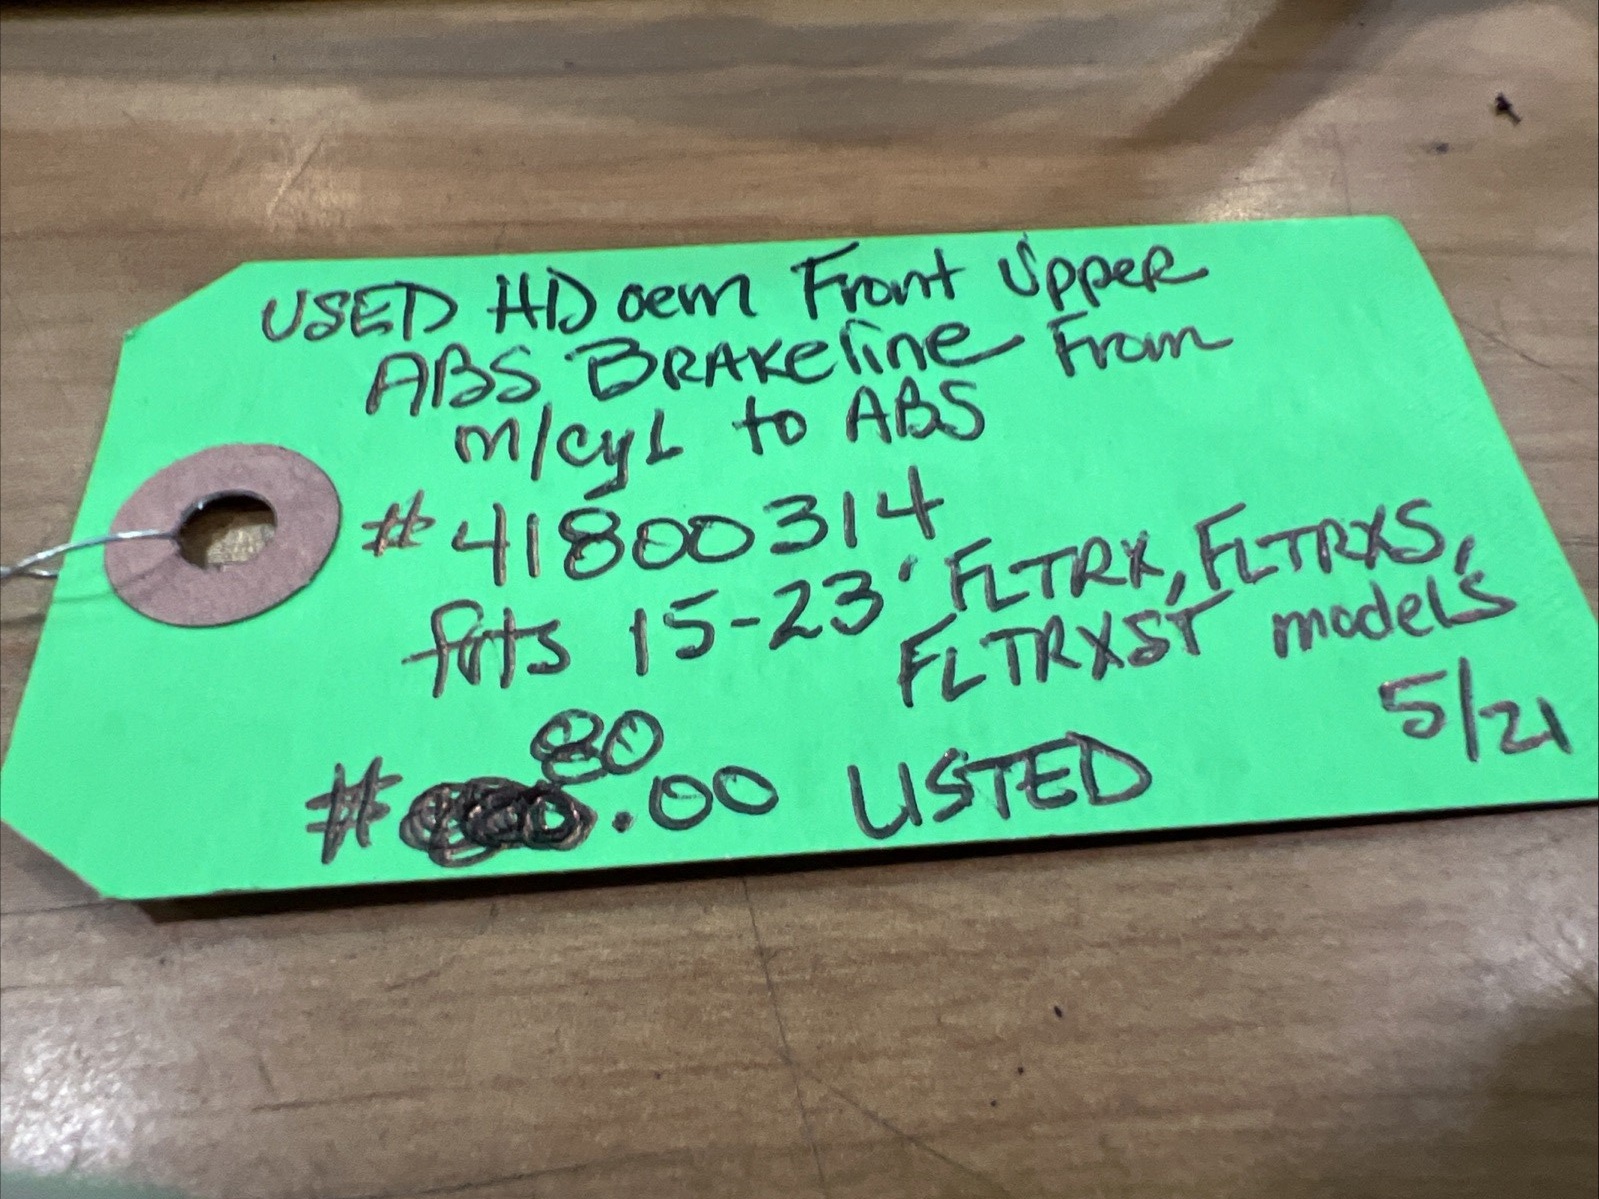 USED HD oem Front Upper
ABS BRAKeline From
m/cyL to ABS
# 41800314
fits 15-23' FLTRX, FLTRXS,
FLTRXST models
5/21
80
# .00 LISTED